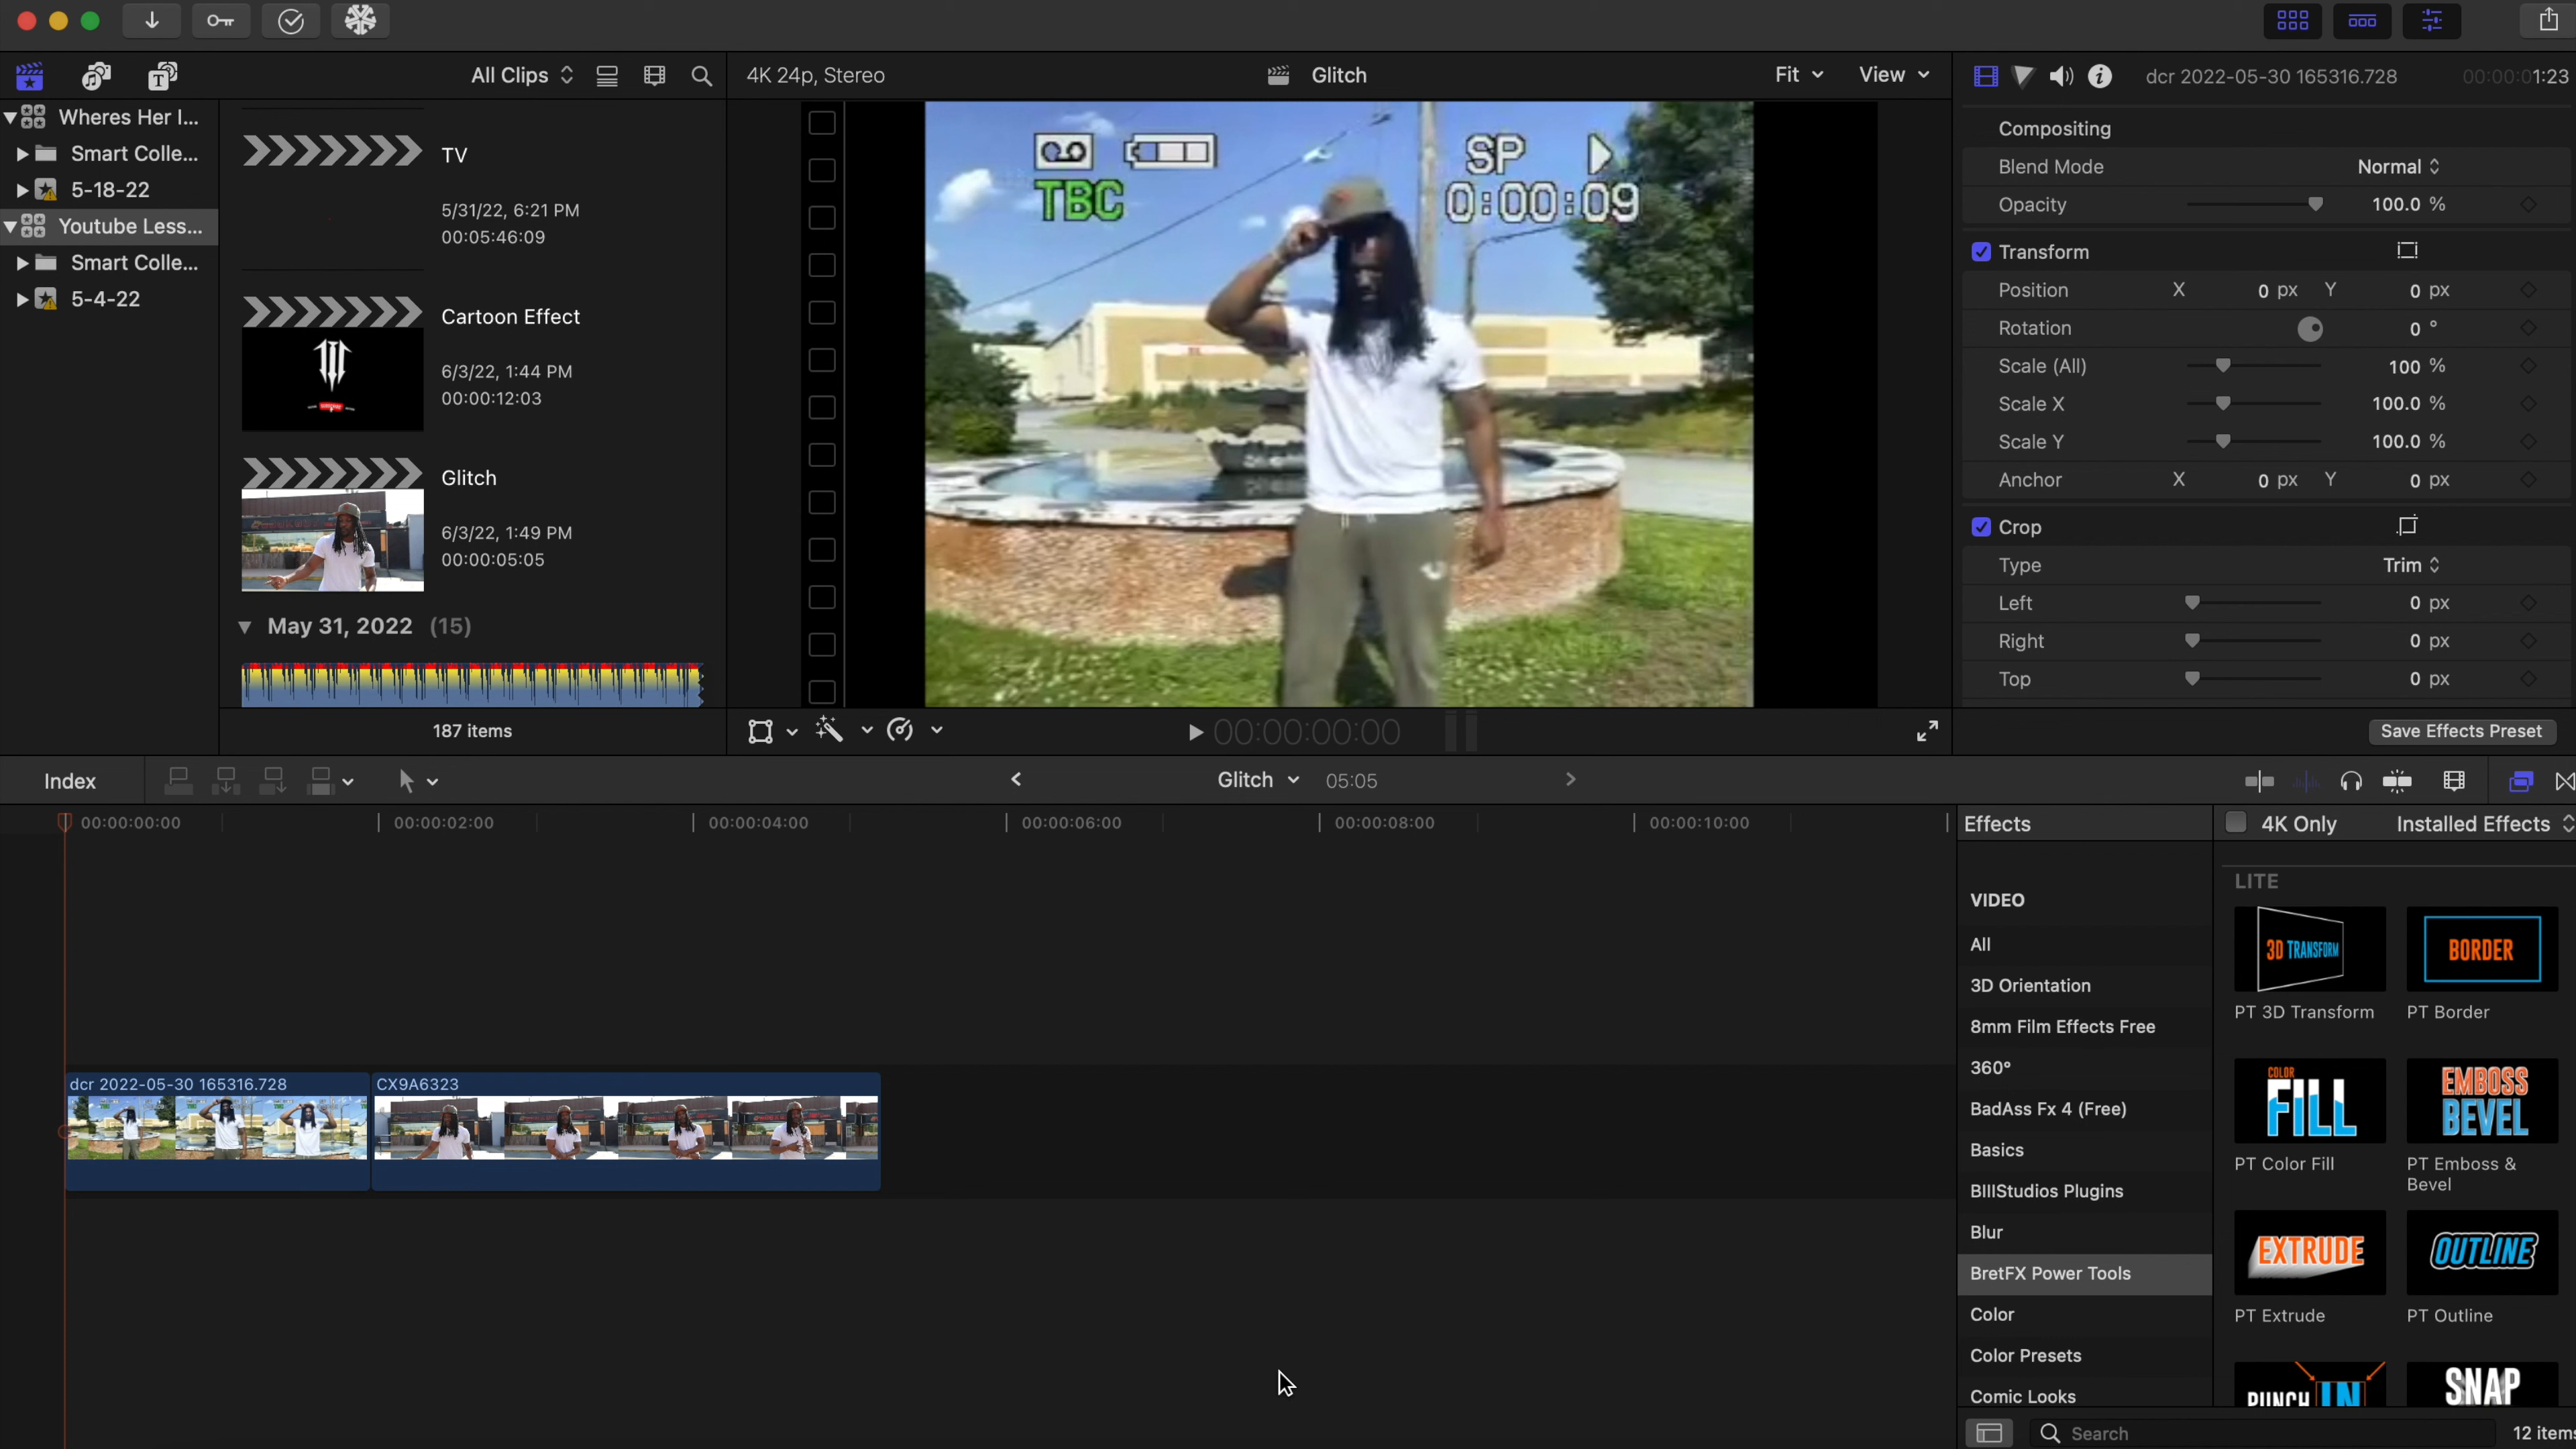 All Clips
4K 24p, Stereo
Glitch
Fit
View
dcr 2022-05-30 165316.728
00:00:01:23
Wheres Her I...
Smart Colle...
5-18-22
Youtube Less...
Smart Colle...
5-4-22
TV
5/31/22, 6:21 PM
00:05:46:09
Cartoon Effect
6/3/22, 1:44 PM
00:00:12:03
Glitch
6/3/22, 1:49 PM
00:00:05:05
May 31, 2022 (15)
187 items
SP
TBC
0:00:09
00:00:00:00
Compositing
Blend Mode Normal
Opacity 100.0 %
Transform
Position X 0 px Y 0 px
Rotation 0 °
Scale (All) 100 %
Scale X 100.0 %
Scale Y 100.0 %
Anchor X 0 px Y 0 px
Crop
Type Trim
Left 0 px
Right 0 px
Top 0 px
Save Effects Preset
Index
Glitch 05:05
00:00:00:00 00:00:02:00 00:00:04:00 00:00:06:00 00:00:08:00 00:00:10:00
dcr 2022-05-30 165316.728
CX9A6323
Effects
4K Only
Installed Effects
VIDEO
All
3D Orientation
8mm Film Effects Free
360°
BadAss Fx 4 (Free)
Basics
BIIIStudios Plugins
Blur
BretFX Power Tools
Color
Color Presets
Comic Looks
LITE
3D TRANSFORM
BORDER
PT 3D Transform
PT Border
COLOR
FILL
EMBOSS
BEVEL
PT Color Fill
PT Emboss &
Bevel
EXTRUDE
OUTLINE
PT Extrude
PT Outline
PUNCH IN
SNAP
Search
12 items